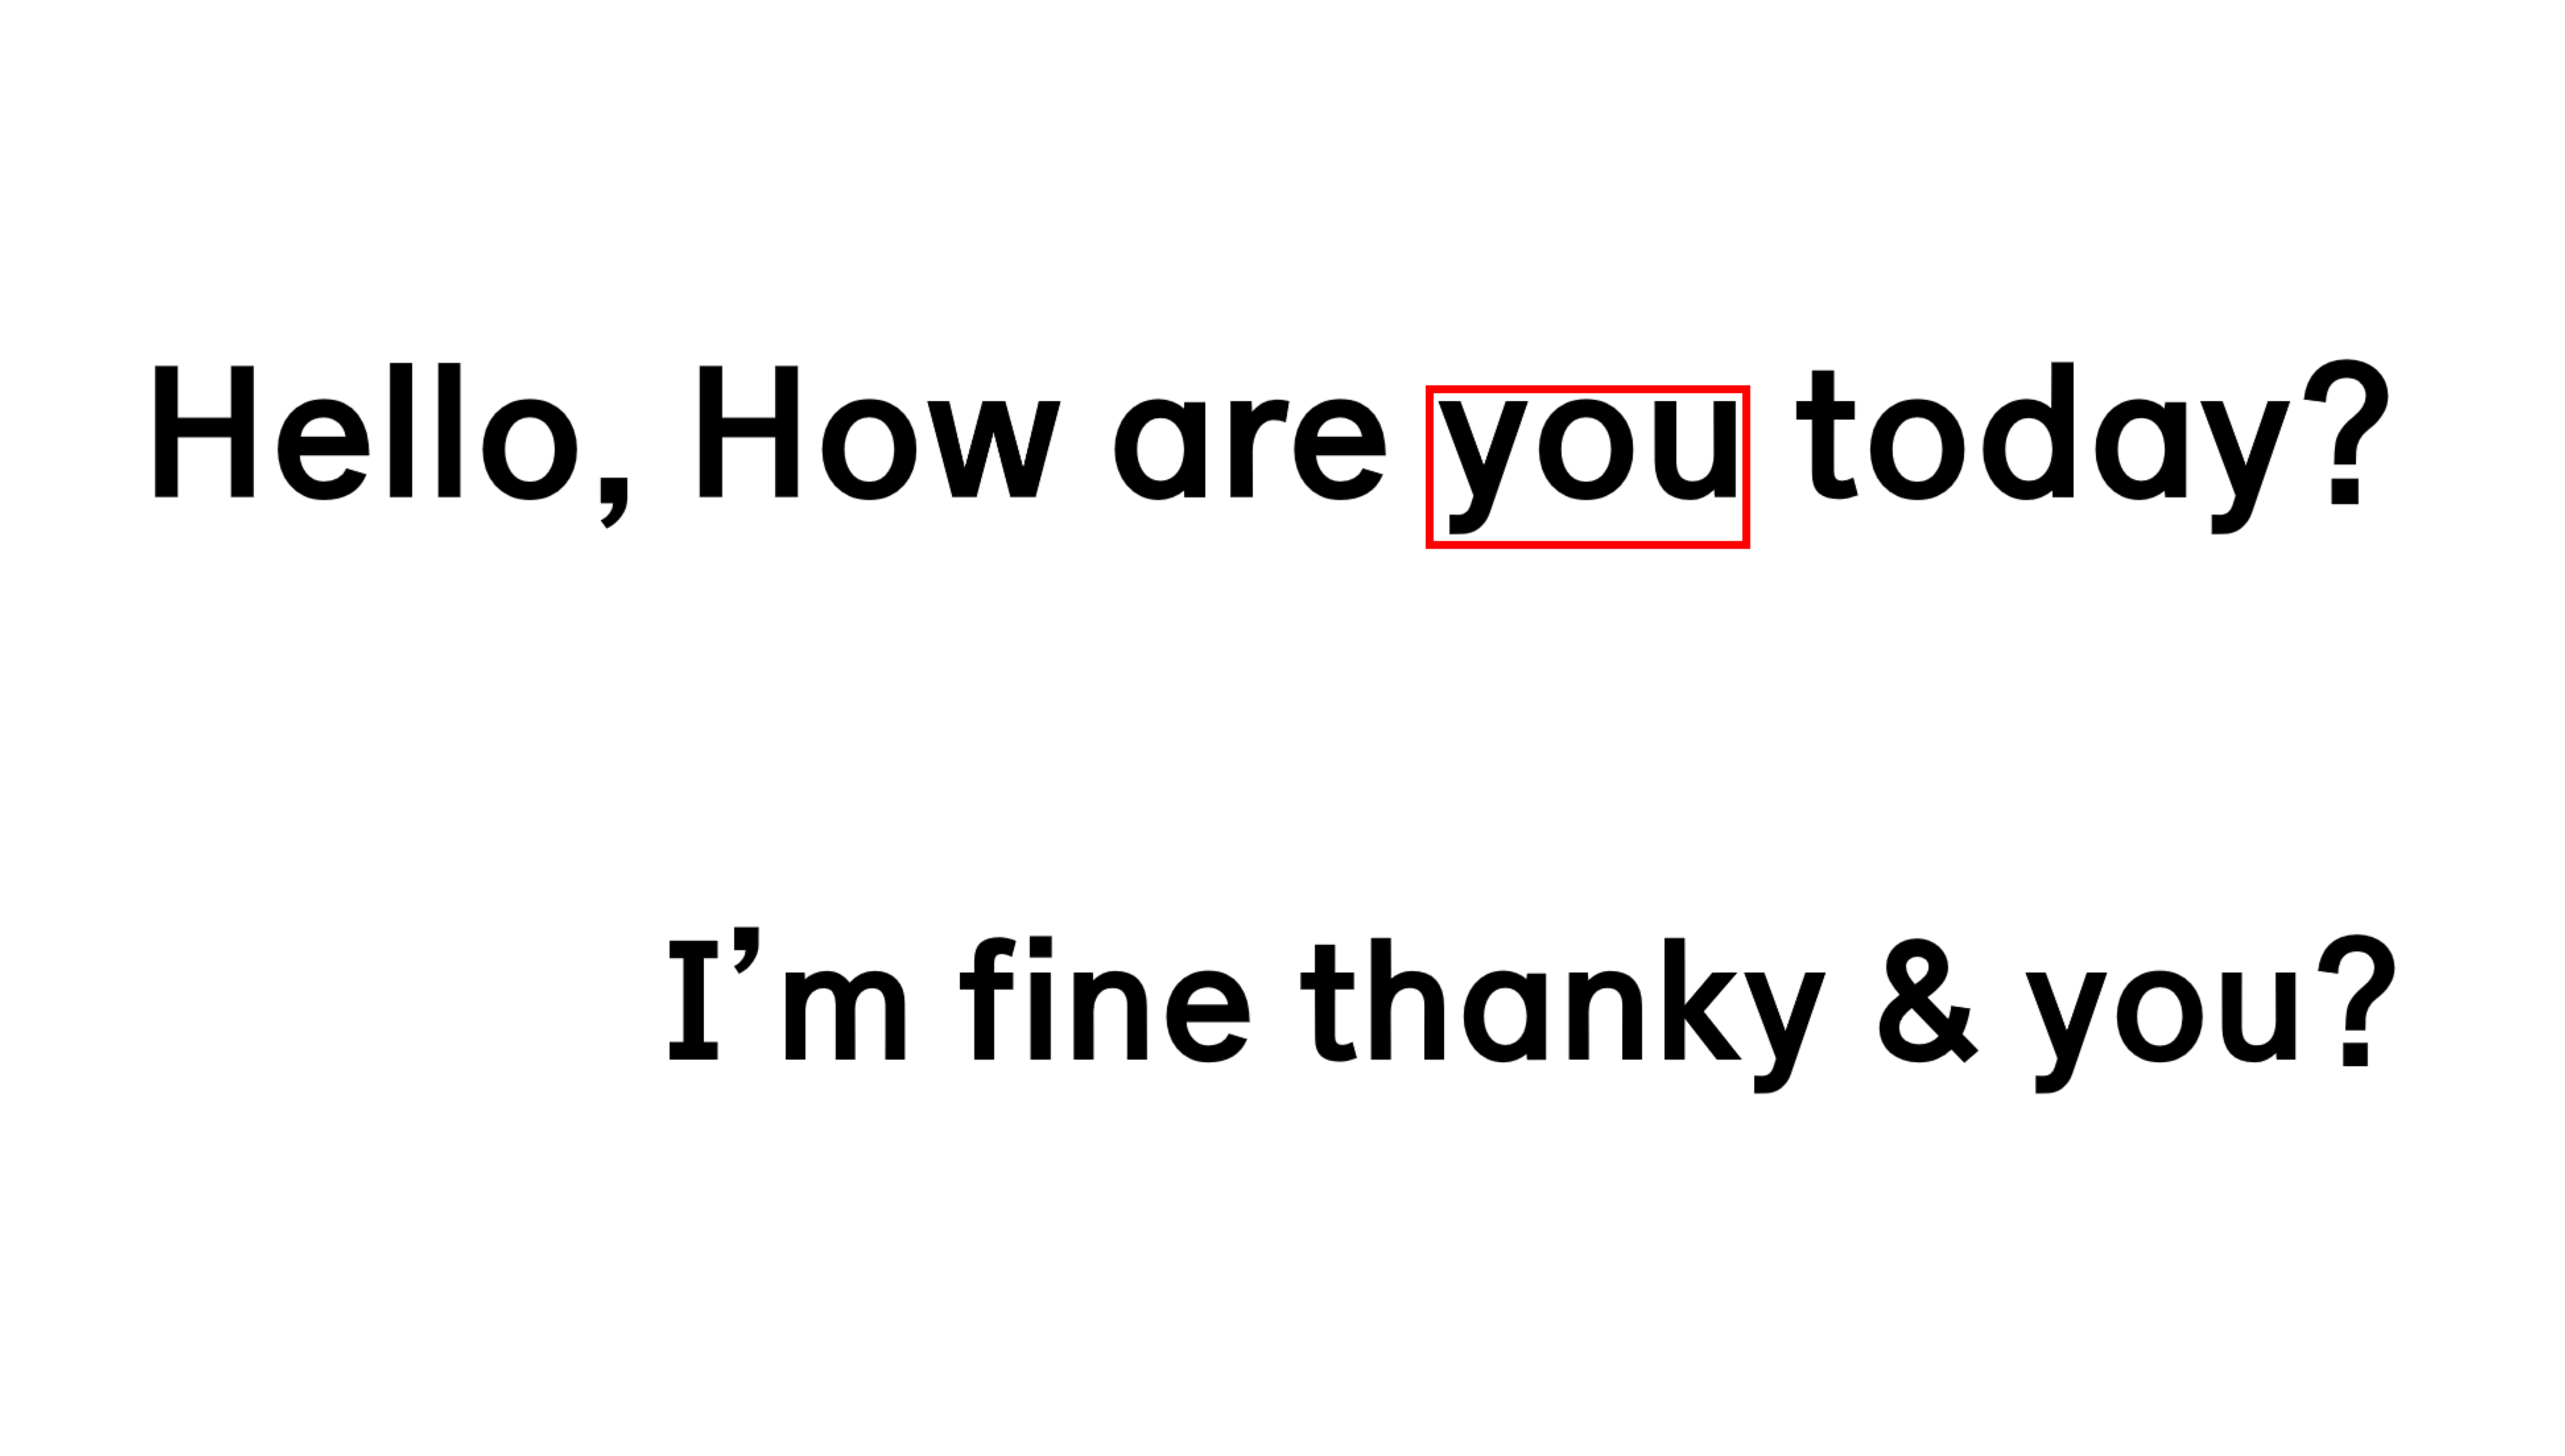 Hello, How are you today?
I’m fine thanky & you?